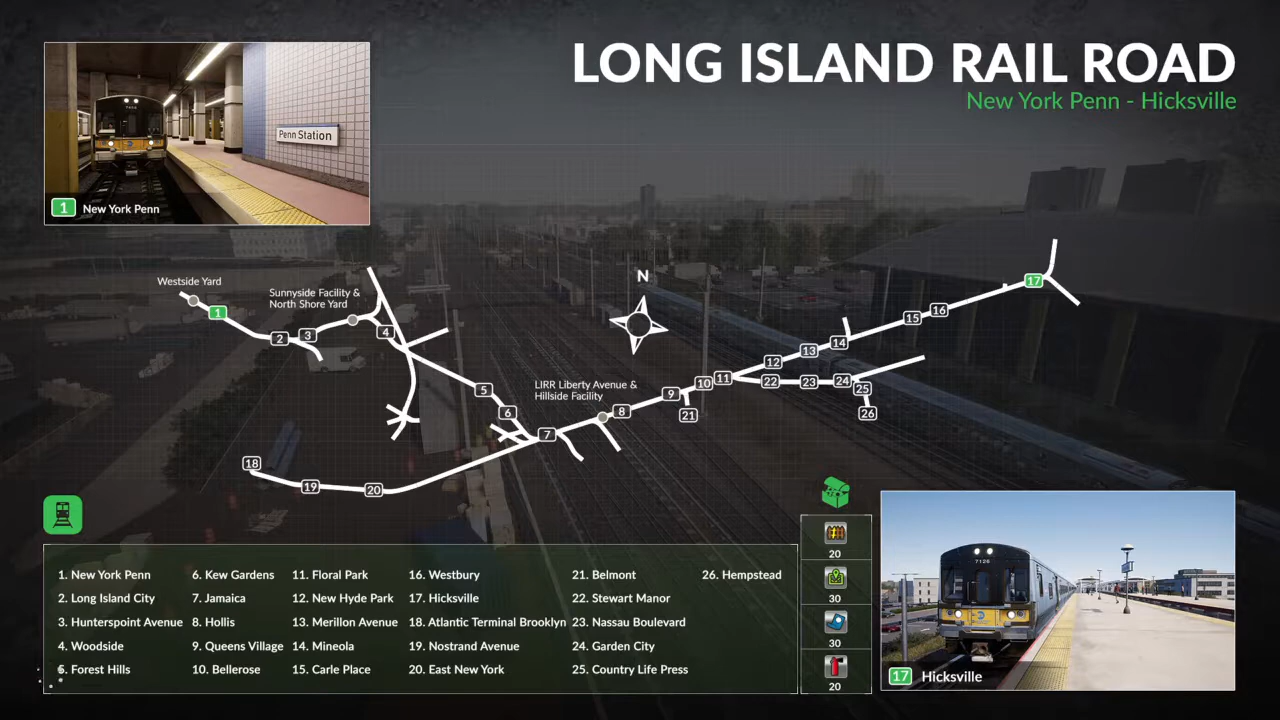 LONG ISLAND RAIL ROAD
New York Penn - Hicksville
Penn Station
1 New York Penn
N
Westside Yard
Sunnyside Facility &
North Shore Yard
LIRR Liberty Avenue &
Hillside Facility
1
2
3
4
5
6
7
8
9
10
11
12
13
14
15
16
17
18
19
20
21
22
23
24
25
26
1. New York Penn
2. Long Island City
3. Hunterspoint Avenue
4. Woodside
5. Forest Hills
6. Kew Gardens
7. Jamaica
8. Hollis
9. Queens Village
10. Bellerose
11. Floral Park
12. New Hyde Park
13. Merillon Avenue
14. Mineola
15. Carle Place
16. Westbury
17. Hicksville
18. Atlantic Terminal Brooklyn
19. Nostrand Avenue
20. East New York
21. Belmont
22. Stewart Manor
23. Nassau Boulevard
24. Garden City
25. Country Life Press
26. Hempstead
20
30
30
20
7126
17 Hicksville